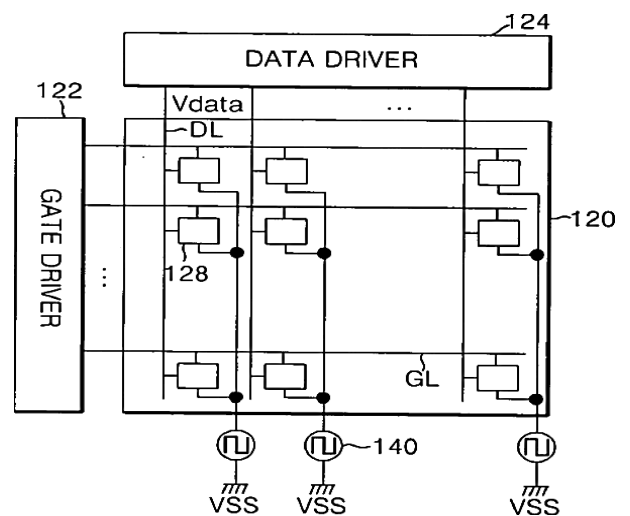 124
DATA DRIVER
122
Vdata
...
DL
GATE DRIVER
...
120
128
GL
140
VSS
VSS
VSS